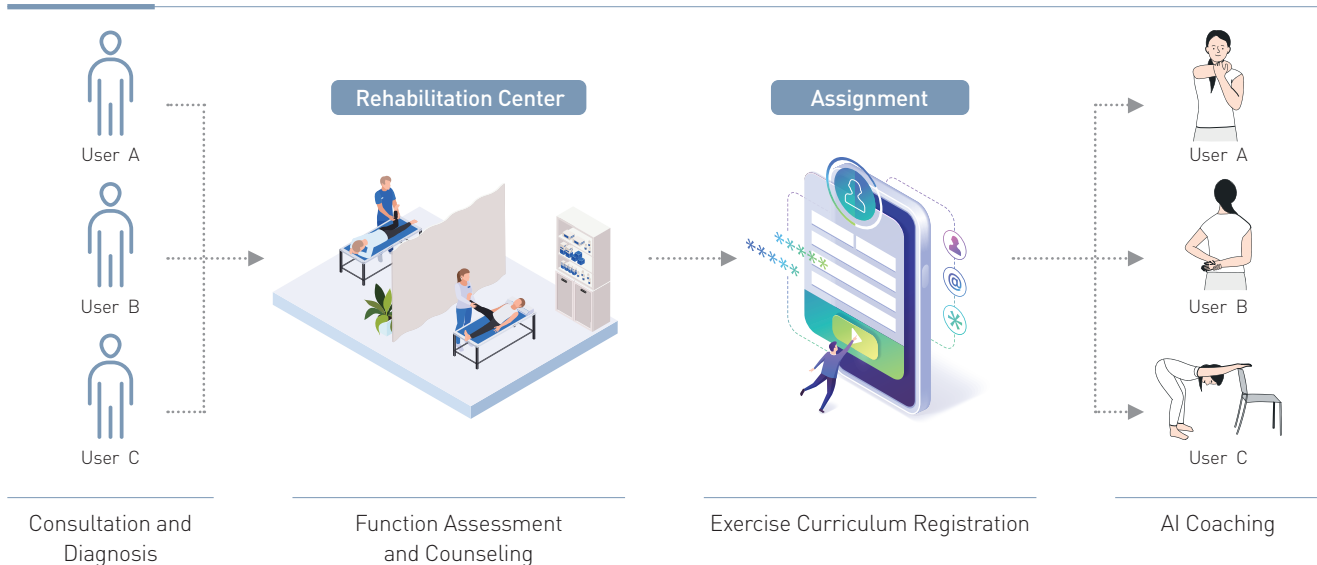 Rehabilitation Center
Assignment
User A
User B
User C
User A
User B
User C
Consultation and
Diagnosis
Function Assessment
and Counseling
Exercise Curriculum Registration
AI Coaching